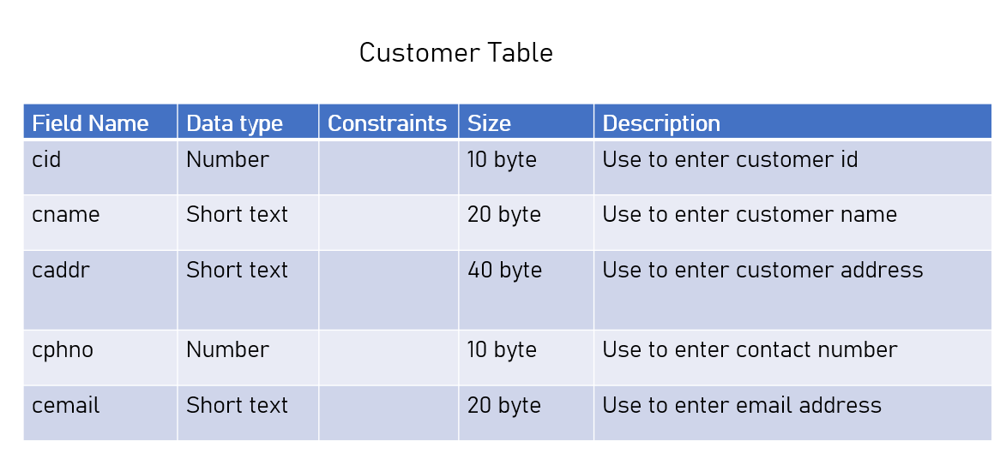 Customer Table
Field Name Data type Constraints Size Description
cid Number 10 byte Use to enter customer id
cname Short text 20 byte Use to enter customer name
caddr Short text 40 byte Use to enter customer address
cphno Number 10 byte Use to enter contact number
cemail Short text 20 byte Use to enter email address